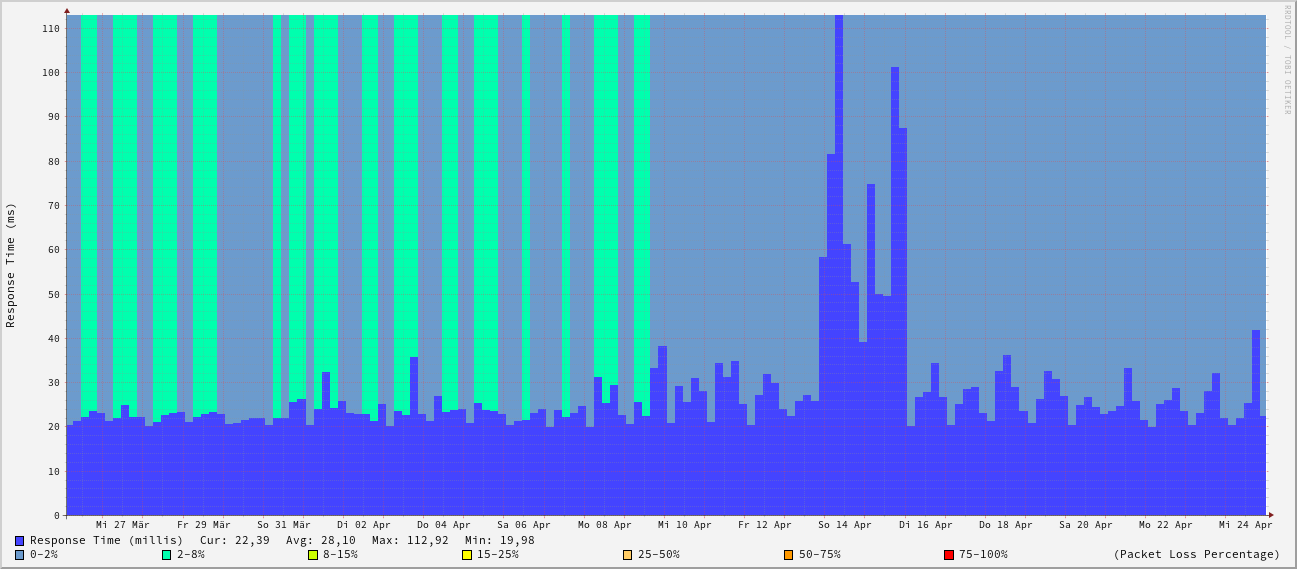 RRDTOOL / TOBI OETIKER
Response Time (ms)
110
100
90
80
70
60
50
40
30
20
10
0
Mi 27 Mär Fr 29 Mär So 31 Mär Di 02 Apr Do 04 Apr Sa 06 Apr Mo 08 Apr Mi 10 Apr Fr 12 Apr So 14 Apr Di 16 Apr Do 18 Apr Sa 20 Apr Mo 22 Apr Mi 24 Apr
Response Time (millis) Cur: 22,39 Avg: 28,10 Max: 112,92 Min: 19,98
0-2% 2-8% 8-15% 15-25% 25-50% 50-75% 75-100% (Packet Loss Percentage)